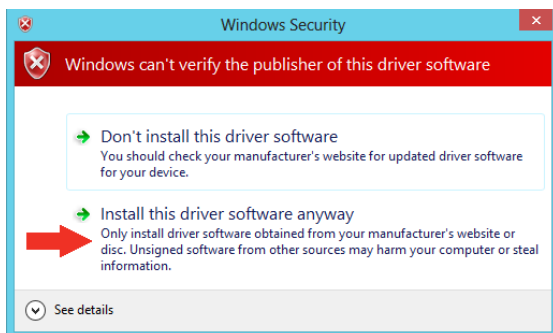 Windows Security
Windows can't verify the publisher of this driver software
Don't install this driver software
You should check your manufacturer's website for updated driver software
for your device.
Install this driver software anyway
Only install driver software obtained from your manufacturer's website or
disc. Unsigned software from other sources may harm your computer or steal
information.
See details